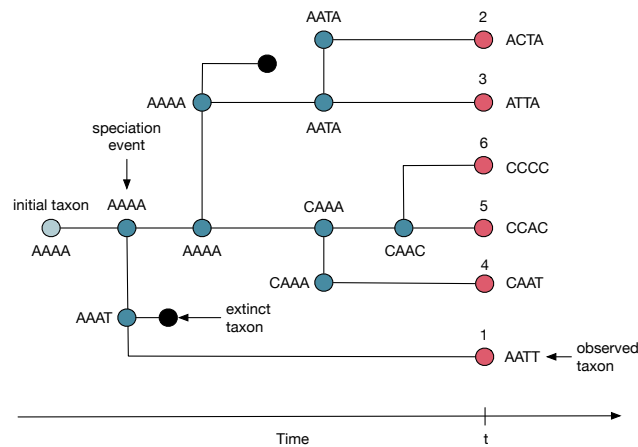 AATA
2
ACTA
AAAA
3
ATTA
AATA
speciation
event
6
CCCC
initial taxon
AAAA
CAAA
5
CCAC
AAAA
AAAA
CAAC
CAAA
4
CAAT
AAAT
extinct
taxon
1
AATT
observed
taxon
Time
t